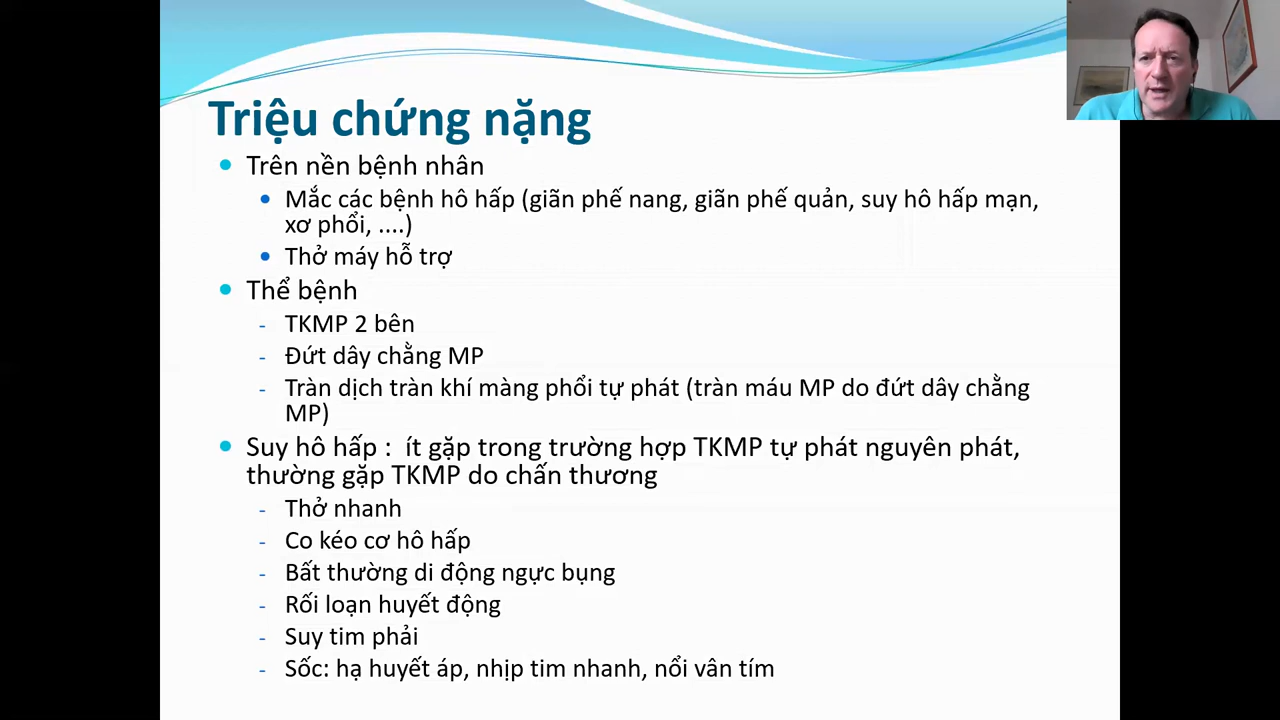 Triệu chứng nặng
• Trên nền bệnh nhân
• Mắc các bệnh hô hấp (giãn phế nang, giãn phế quản, suy hô hấp mạn,
xơ phổi, ....)
• Thở máy hỗ trợ
• Thể bệnh
- TKMP 2 bên
- Đứt dây chằng MP
- Tràn dịch tràn khí màng phổi tự phát (tràn máu MP do đứt dây chằng
MP)
• Suy hô hấp : ít gặp trong trường hợp TKMP tự phát nguyên phát,
thường gặp TKMP do chấn thương
- Thở nhanh
- Co kéo cơ hô hấp
- Bất thường di động ngực bụng
- Rối loạn huyết động
- Suy tim phải
- Sốc: hạ huyết áp, nhịp tim nhanh, nổi vân tím